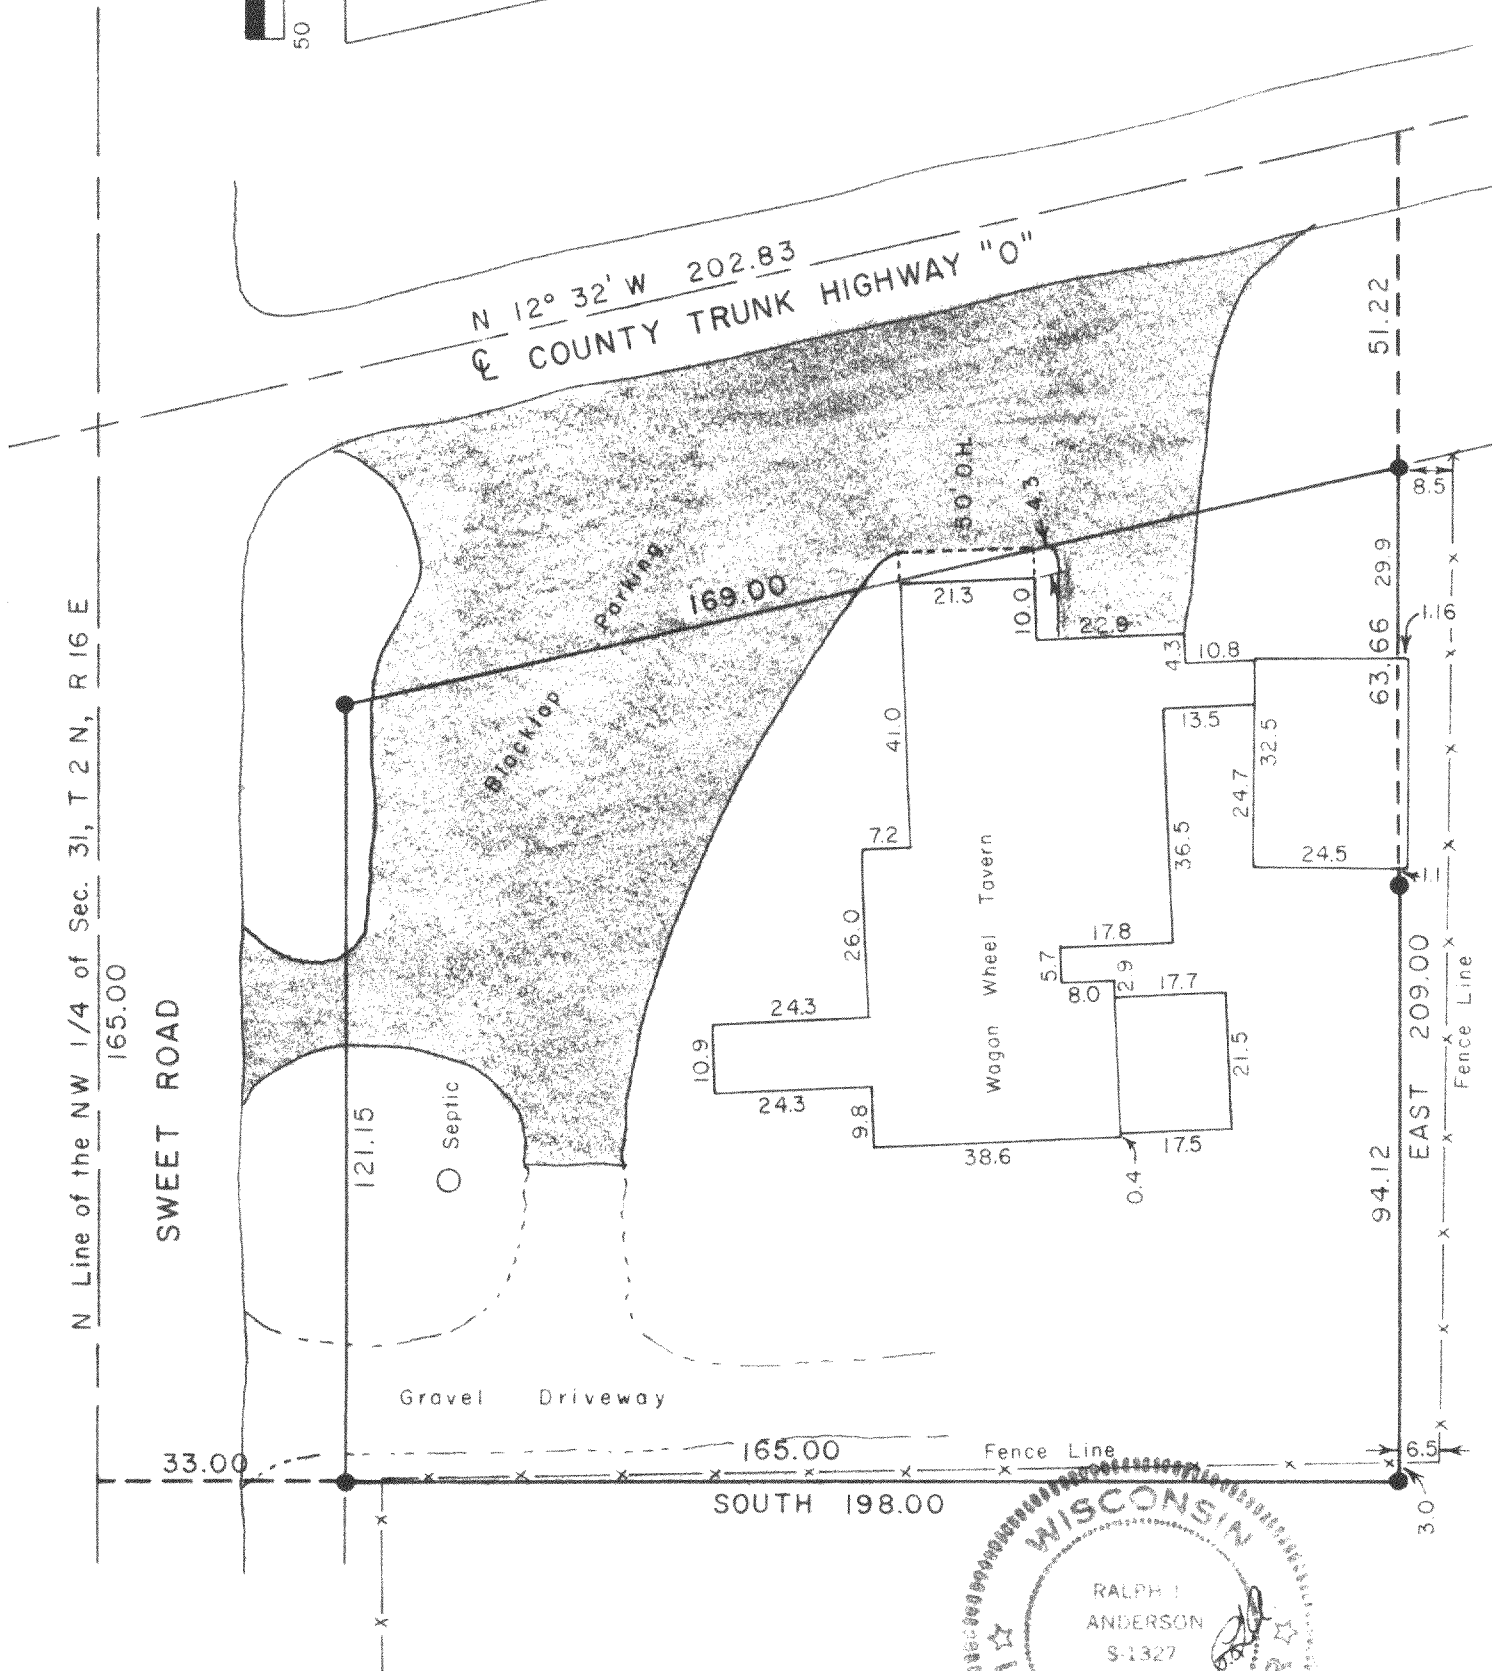 50
N 12° 32' W 202.83
℄ COUNTY TRUNK HIGHWAY "O"
51.22
8.5
5.0' O.H.
4.3
Parking
169.00
21.3
10.0
22.9
29.9
1.16
63.66
4.3
10.8
13.5
41.0
32.5
24.7
Blacktop
N Line of the NW 1/4 of Sec. 31, T 2 N, R 16 E
165.00
SWEET ROAD
7.2
36.5
24.5
1.1
26.0
Wagon Wheel Tavern
17.8
5.7
2.9
8.0
17.7
24.3
10.9
24.3
21.5
EAST 209.00
Fence Line
9.8
38.6
17.5
0.4
94.12
121.15
Septic
Gravel Driveway
33.00
165.00
Fence Line
6.5
SOUTH 198.00
3.0
WISCONSIN
RALPH
ANDERSON
S-1327